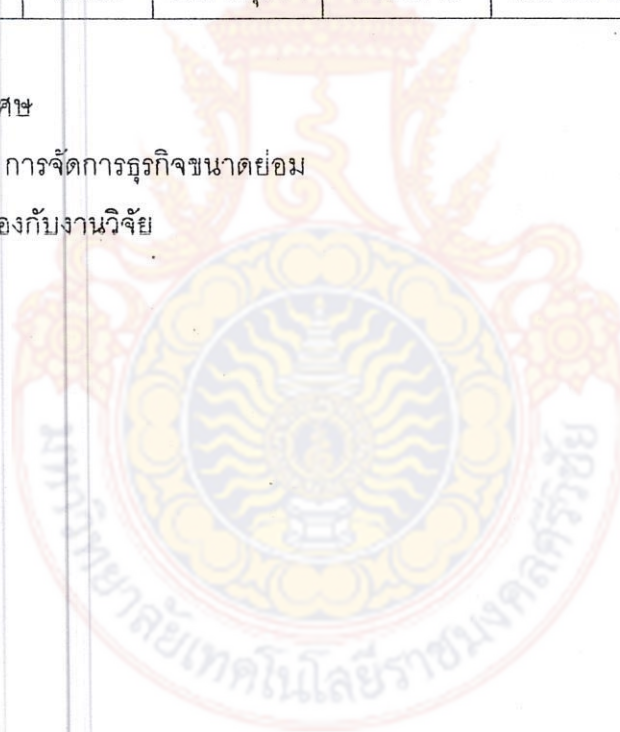 ศษ
การจัดการธุรกิจขนาดย่อม
องกับงานวิจัย
มหาวิทยาลัยเทคโนโลยีราชมงคลศรีวิชัย